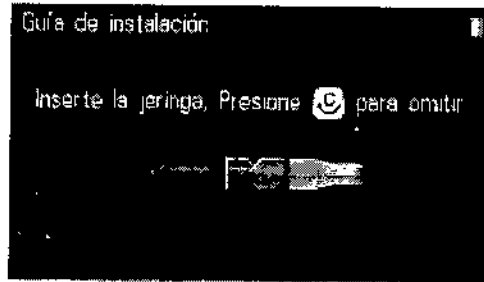 Guía de instalación
Inserte la jeringa, Presione C para omitir